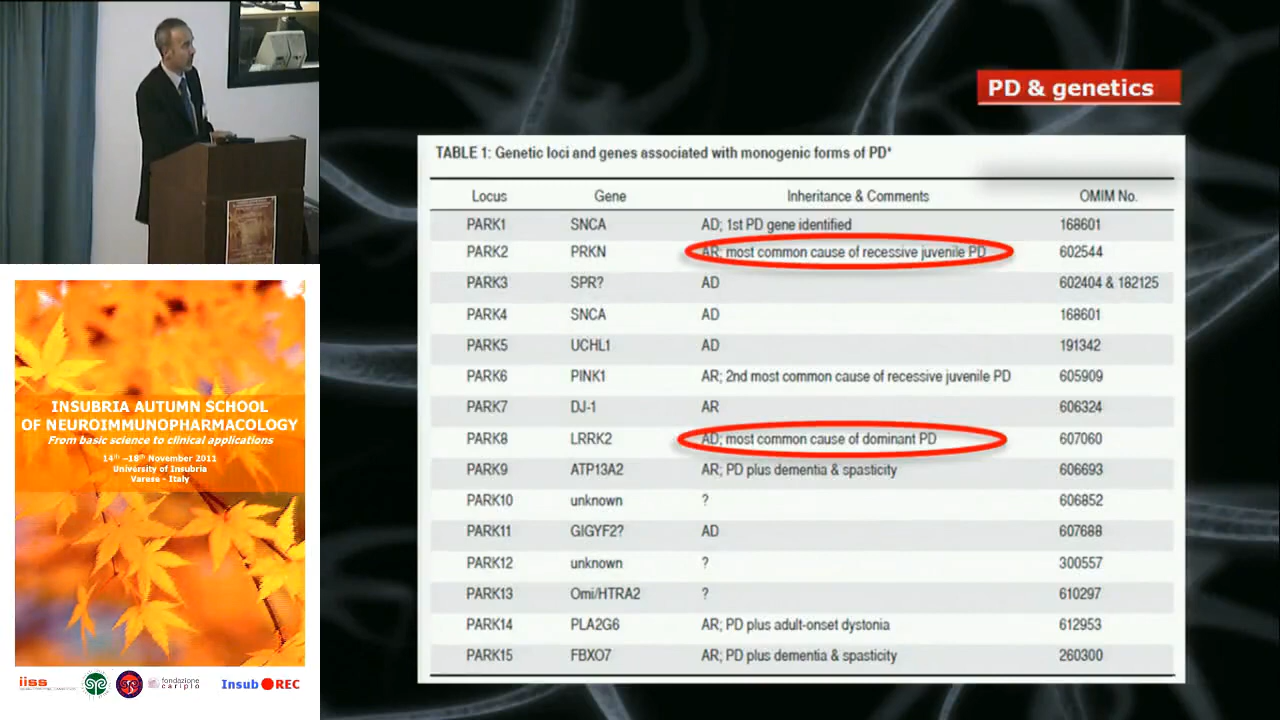 PD & genetics
TABLE 1: Genetic loci and genes associated with monogenic forms of PD*
Locus Gene Inheritance & Comments OMIM No.
PARK1 SNCA AD; 1st PD gene identified 168601
PARK2 PRKN AR; most common cause of recessive juvenile PD 602544
PARK3 SPR? AD 602404 & 182125
PARK4 SNCA AD 168601
PARK5 UCHL1 AD 191342
PARK6 PINK1 AR; 2nd most common cause of recessive juvenile PD 605909
PARK7 DJ-1 AR 606324
PARK8 LRRK2 AD; most common cause of dominant PD 607060
PARK9 ATP13A2 AR; PD plus dementia & spasticity 606693
PARK10 unknown ? 606852
PARK11 GIGYF2? AD 607688
PARK12 unknown ? 300557
PARK13 Omi/HTRA2 ? 610297
PARK14 PLA2G6 AR; PD plus adult-onset dystonia 612953
PARK15 FBXO7 AR; PD plus dementia & spasticity 260300
INSUBRIA AUTUMN SCHOOL
OF NEUROIMMUNOPHARMACOLOGY
From basic science to clinical applications
14th -18th November 2011
University of Insubria
Varese - Italy
iiss
fondazione
cariplo
Insub REC